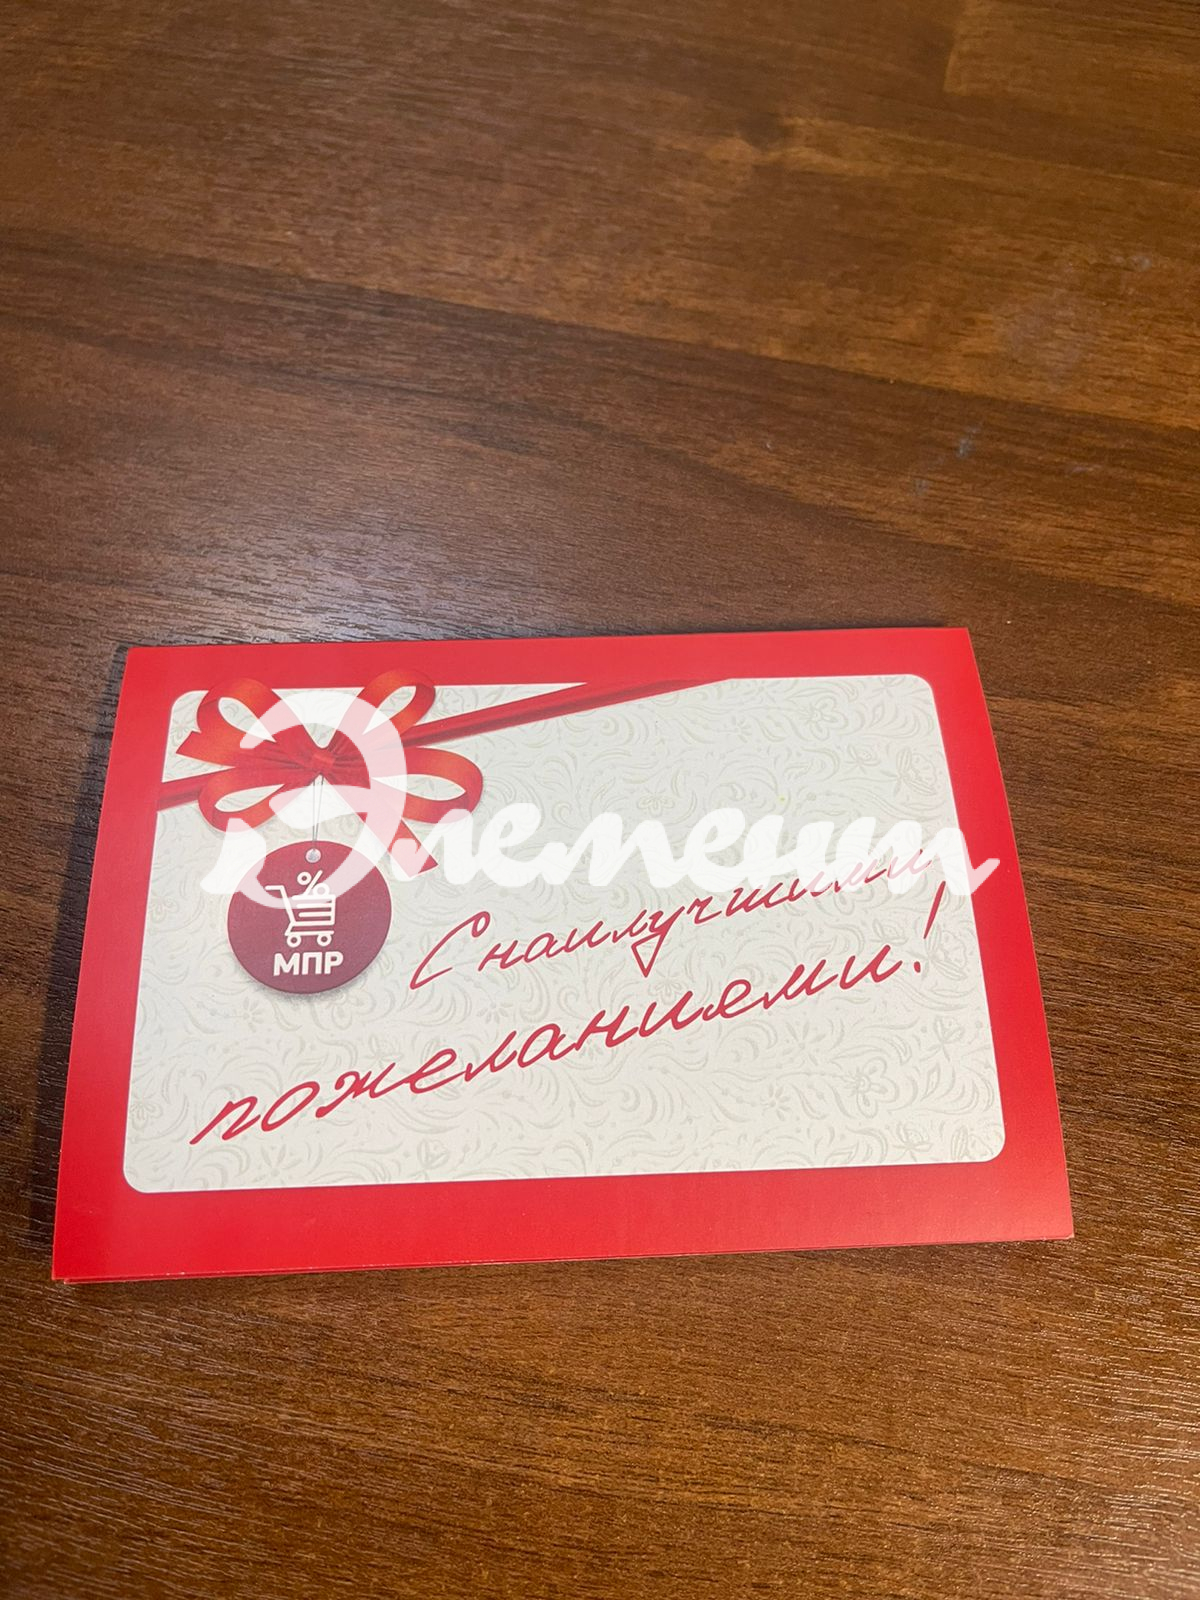 Элемент
%
МПР
С наилучшими
пожеланиями!